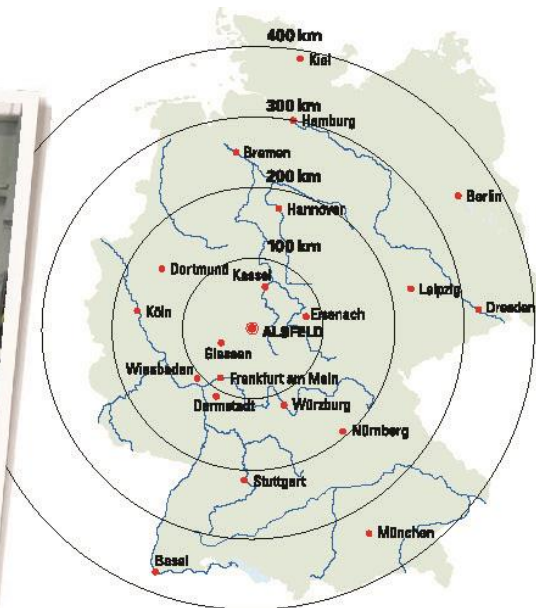 400 km
Kiel
300 km
Hamburg
Bremen
200 km
Berlin
Hannover
100 km
Dortmund
Kassel
Leipzig
Dresden
Köln
Eisenach
ALSFELD
Giessen
Wiesbaden
Frankfurt am Main
Darmstadt
Würzburg
Nürnberg
Stuttgart
München
Basel